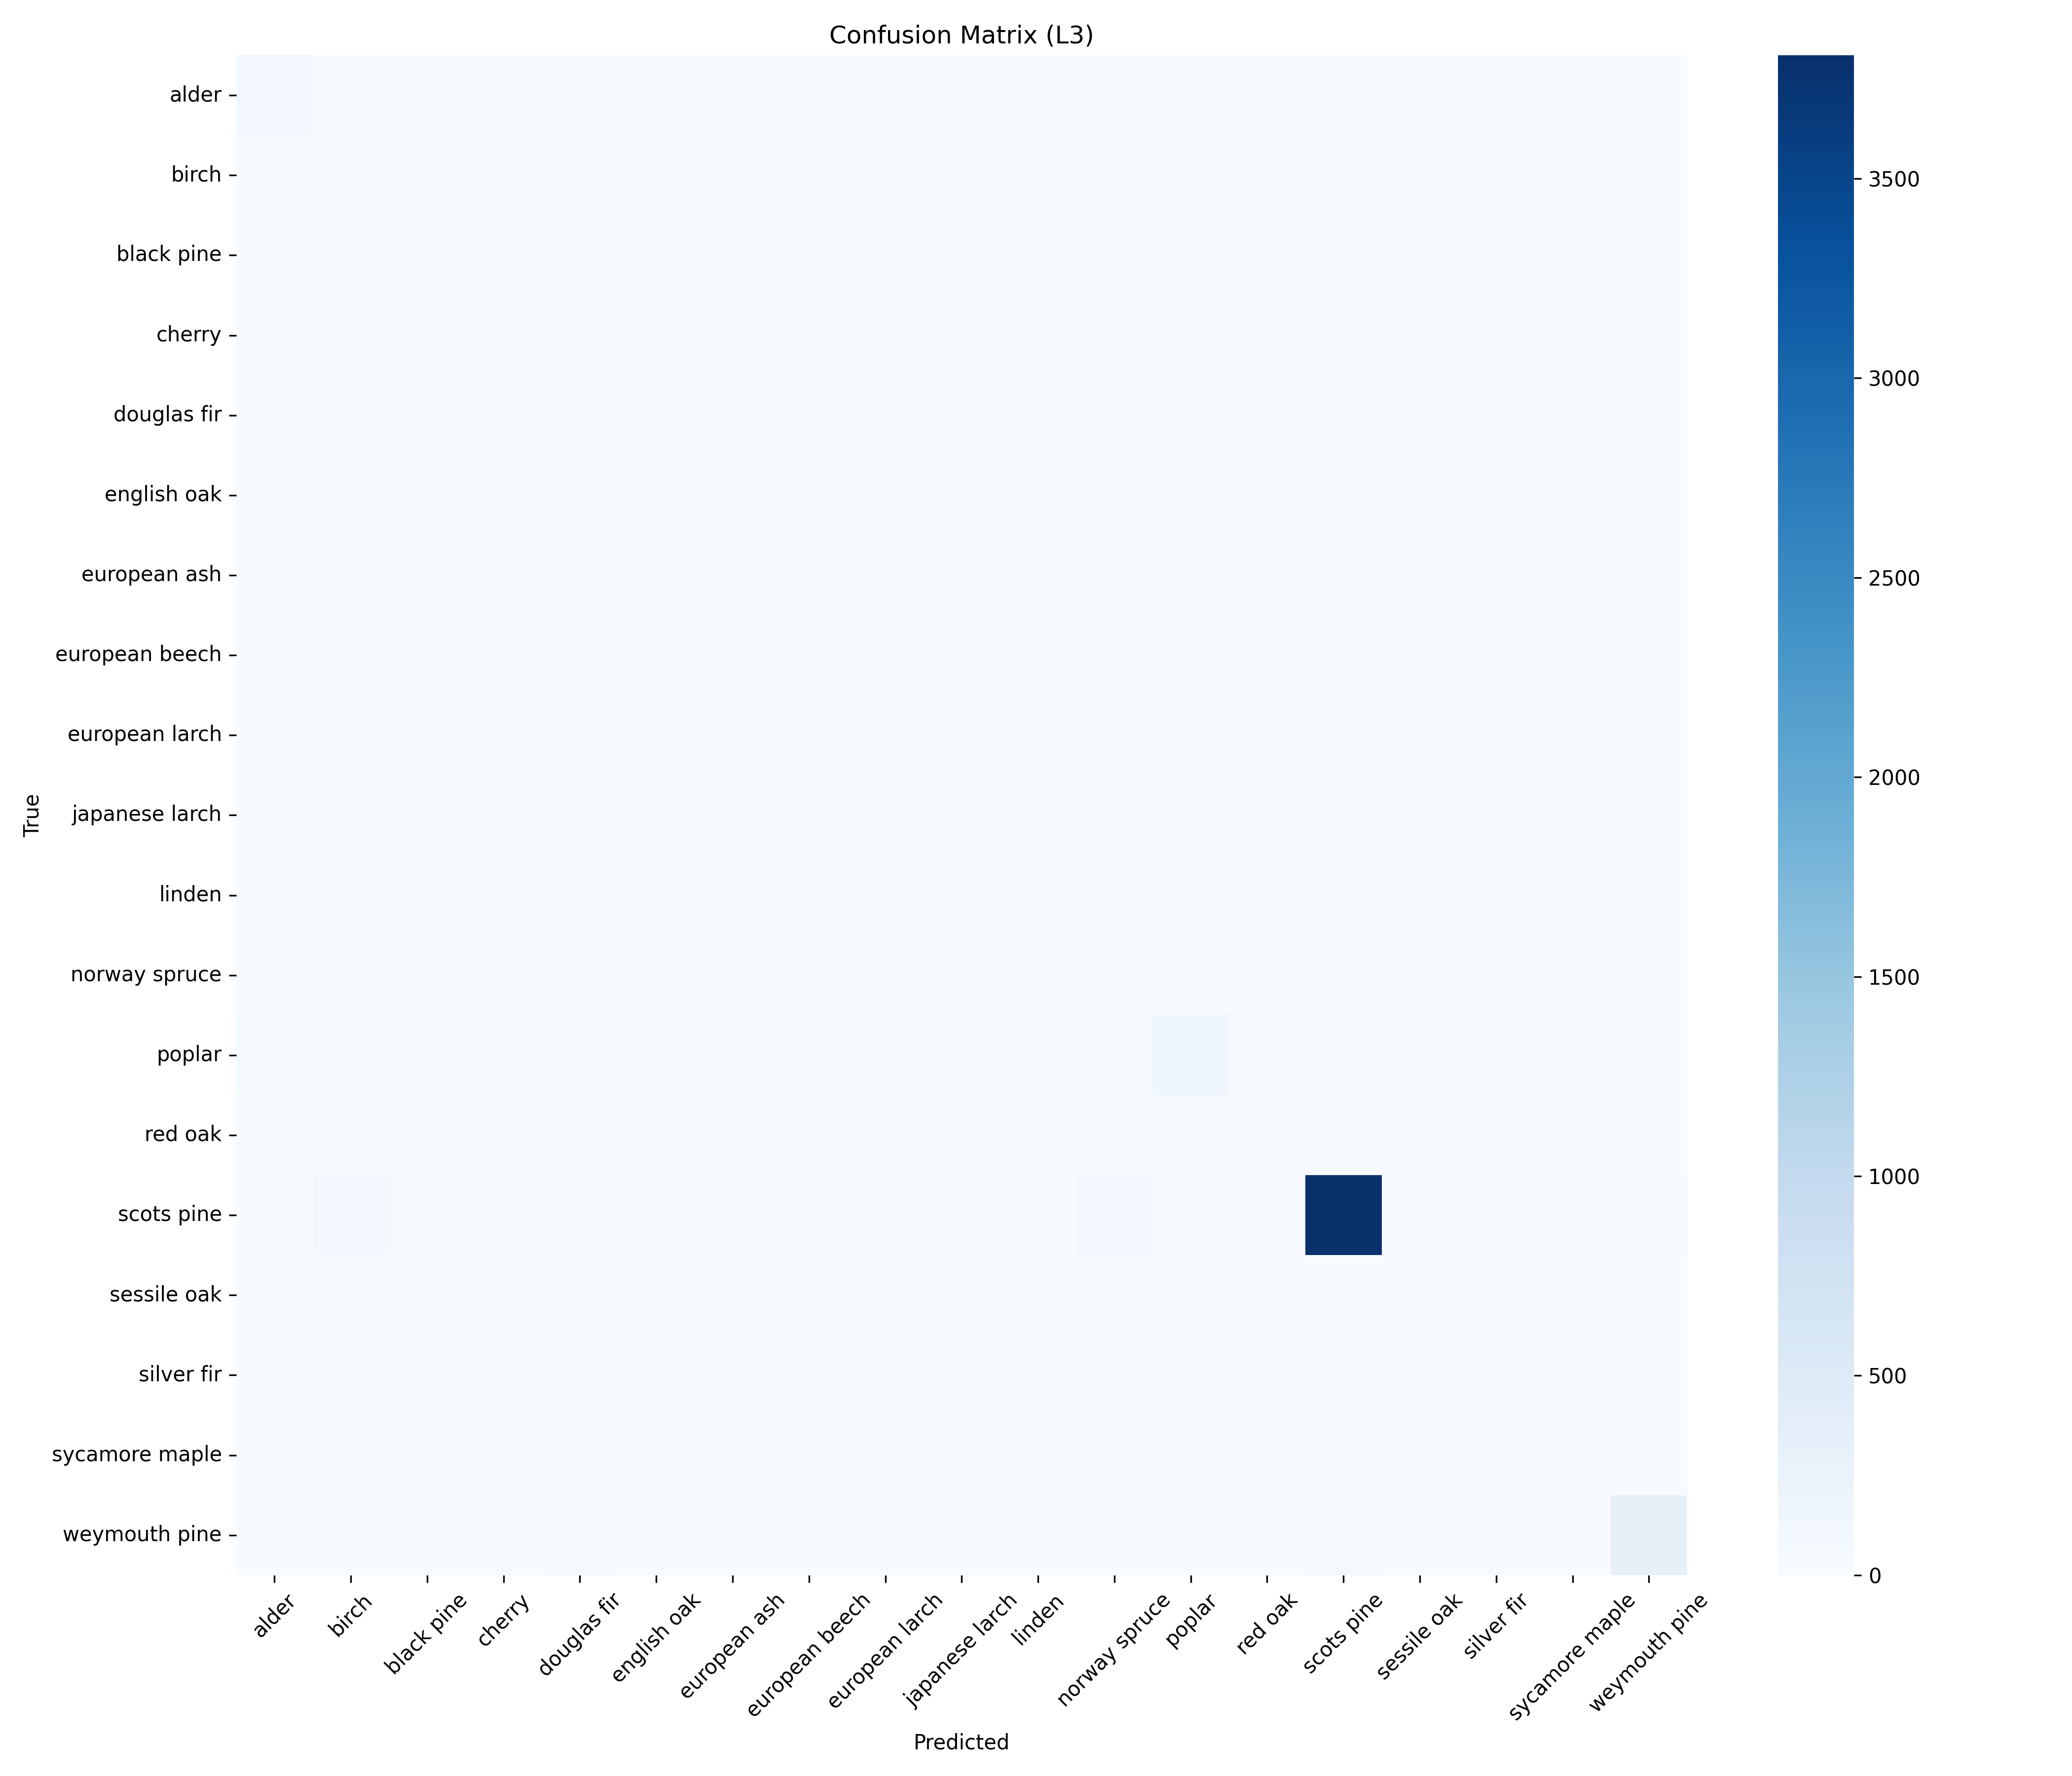 Confusion Matrix (L3)
alder
birch
black pine
cherry
douglas fir
english oak
european ash
european beech
european larch
japanese larch
linden
norway spruce
poplar
red oak
scots pine
sessile oak
silver fir
sycamore maple
weymouth pine
True
alder
birch
black pine
cherry
douglas fir
english oak
european ash
european beech
european larch
japanese larch
linden
norway spruce
poplar
red oak
scots pine
sessile oak
silver fir
sycamore maple
weymouth pine
Predicted
3500
3000
2500
2000
1500
1000
500
0